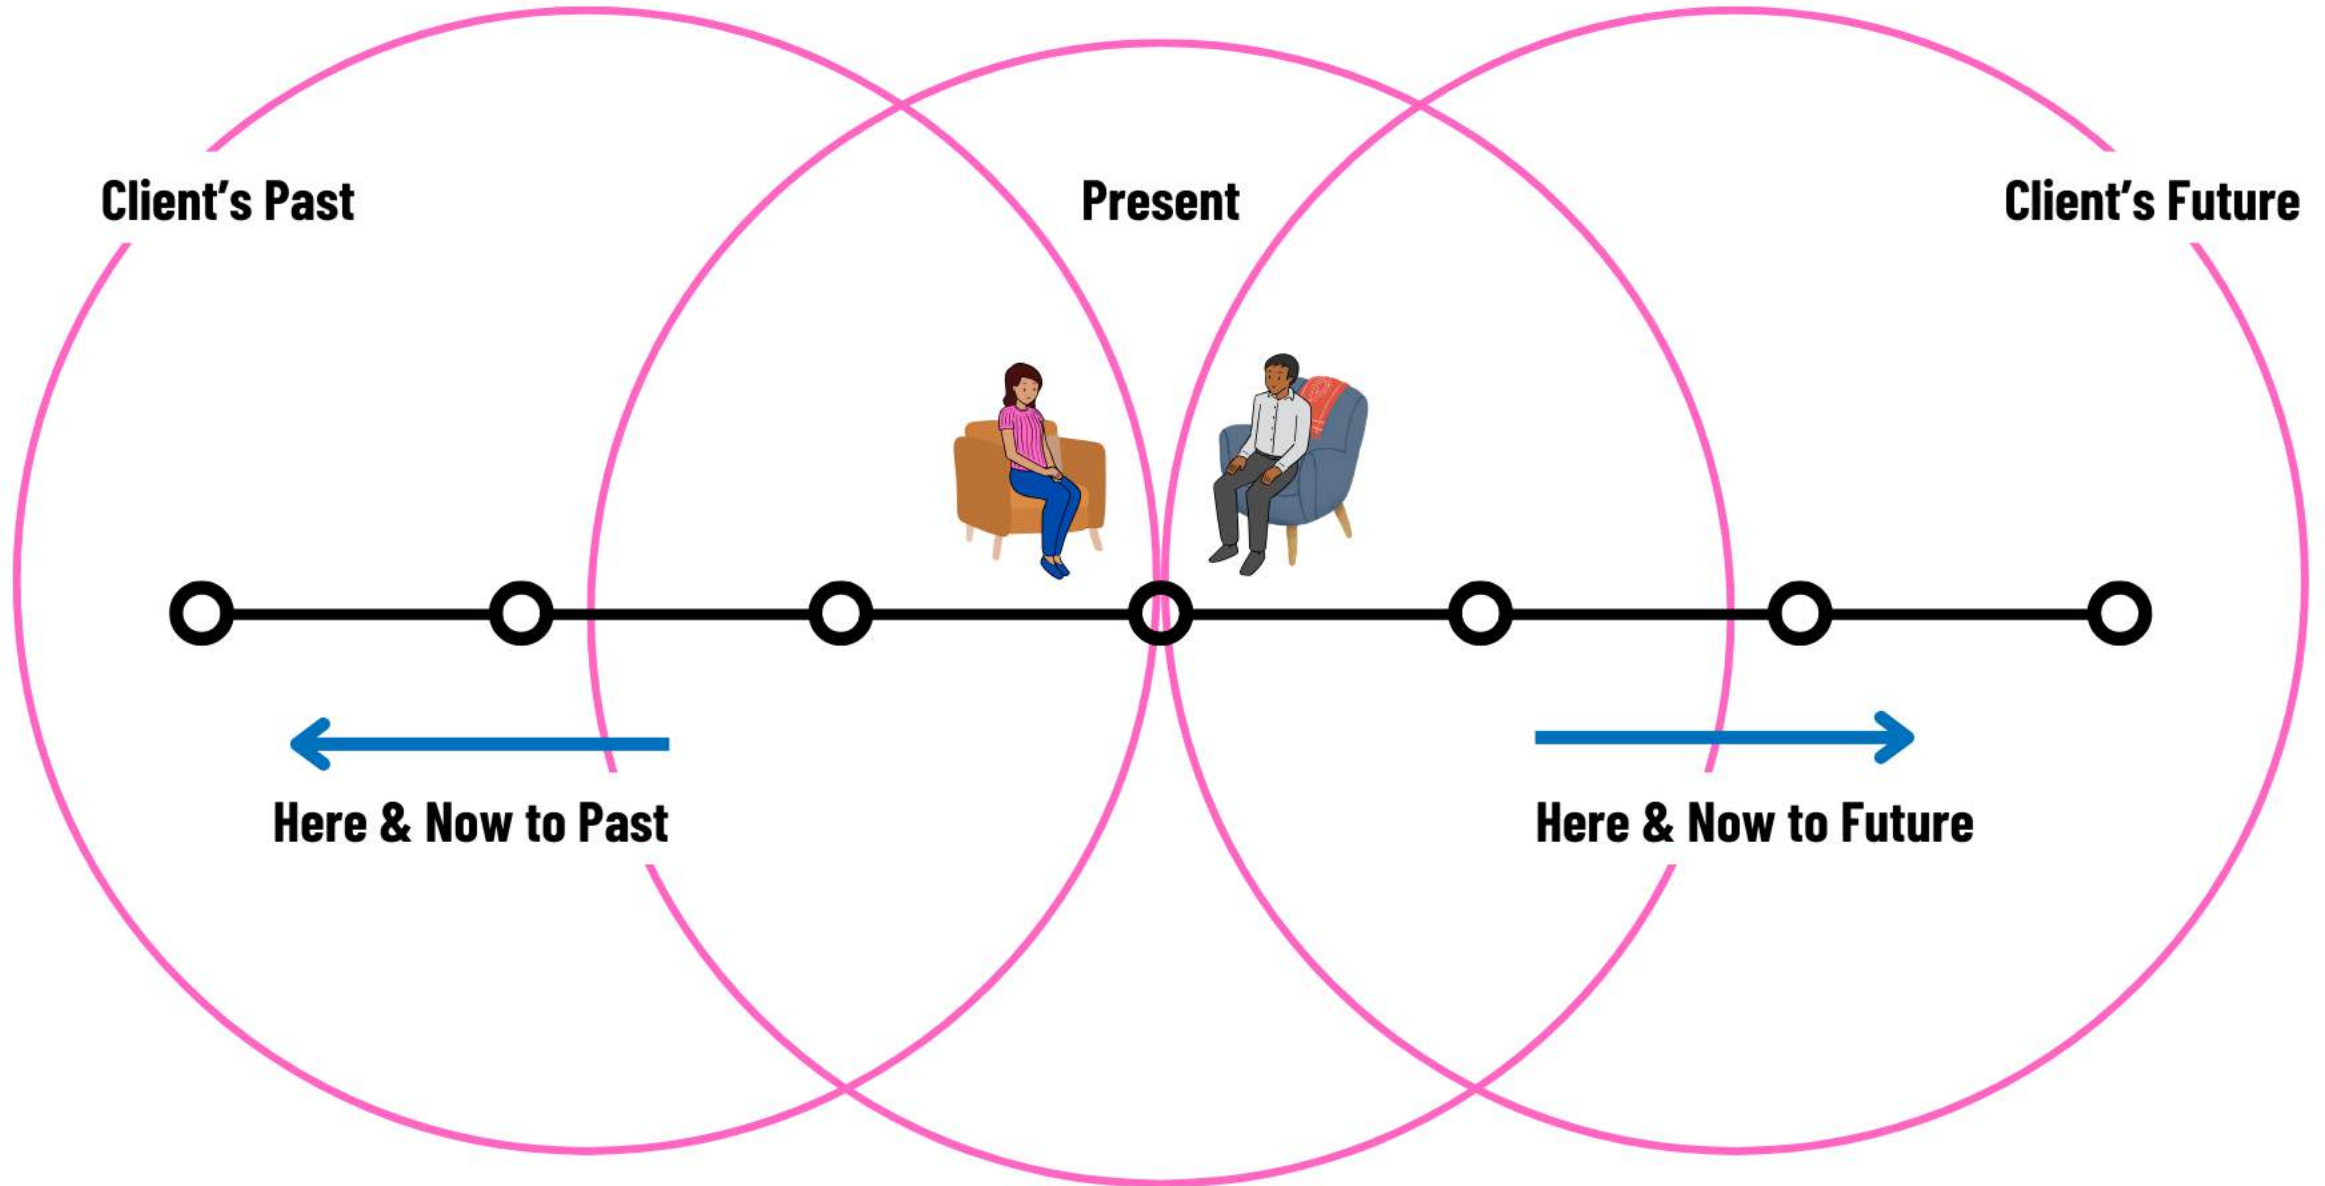 Client’s Past
Present
Client’s Future
Here & Now to Past
Here & Now to Future